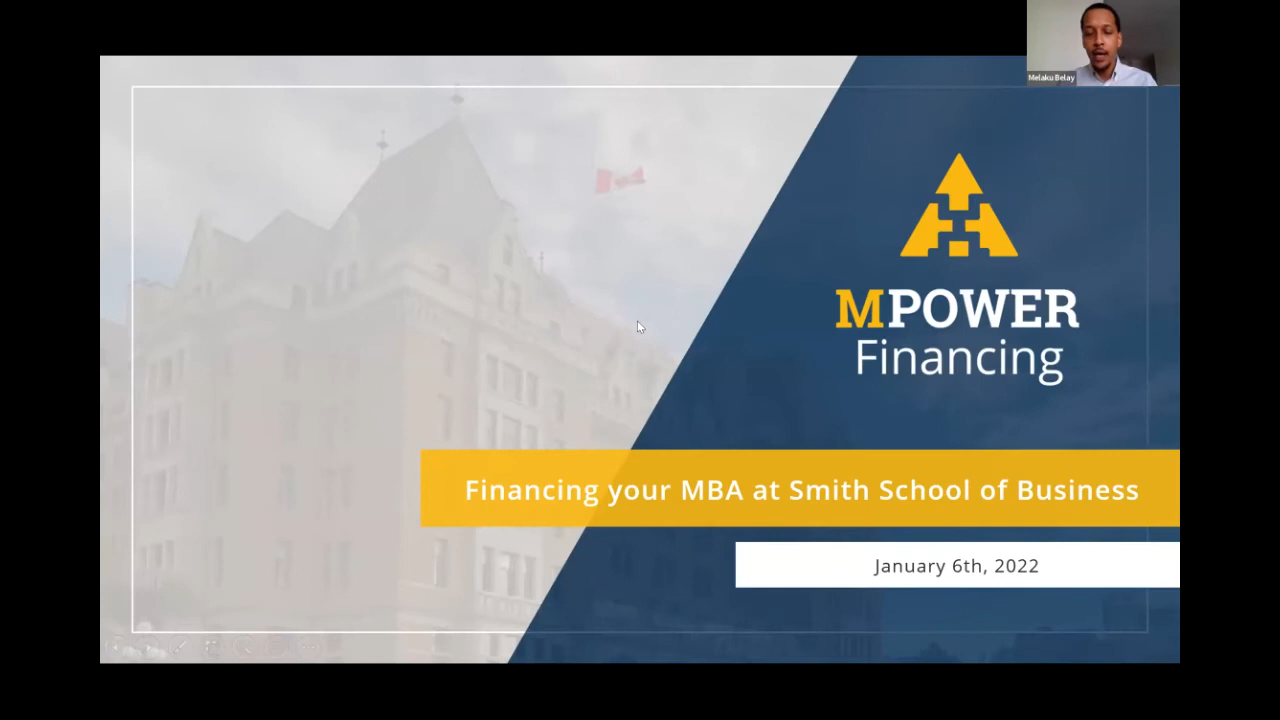 Melaku Belay
MPOWER
Financing
Financing your MBA at Smith School of Business
January 6th, 2022